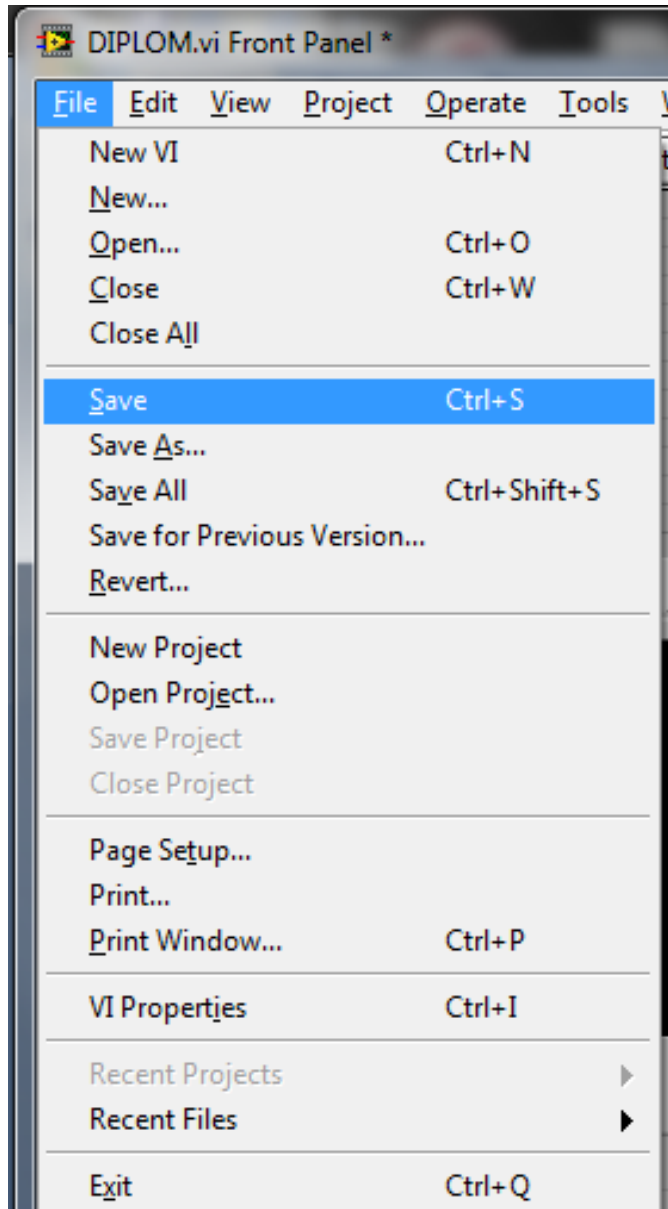 DIPLOM.vi Front Panel *
File Edit View Project Operate Tools
New VI Ctrl+N
New...
Open... Ctrl+O
Close Ctrl+W
Close All
Save Ctrl+S
Save As...
Save All Ctrl+Shift+S
Save for Previous Version...
Revert...
New Project
Open Project...
Save Project
Close Project
Page Setup...
Print...
Print Window... Ctrl+P
VI Properties Ctrl+I
Recent Projects
Recent Files
Exit Ctrl+Q